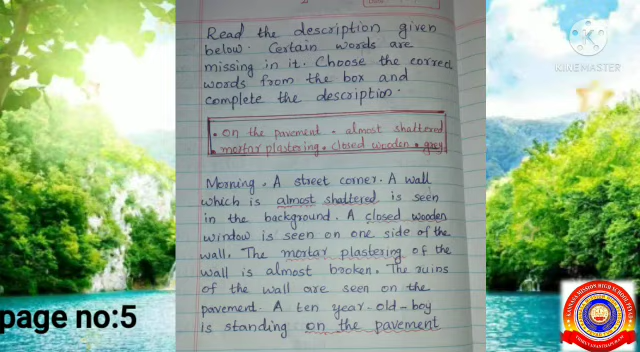 Read the description given
below. Certain words are
missing in it. Choose the correct
words from the box and
complete the description.
• on the pavement • almost shattered
• mortar plastering • closed wooden • grey
Morning. A street corner. A wall
which is almost shattered is seen
in the background. A closed wooden
window is seen on one side of the
wall. The mortar plastering of the
wall is almost broken. The ruins
of the wall are seen on the
pavement. A ten year-old-boy
is standing on the pavement
page no:5
KINEMASTER